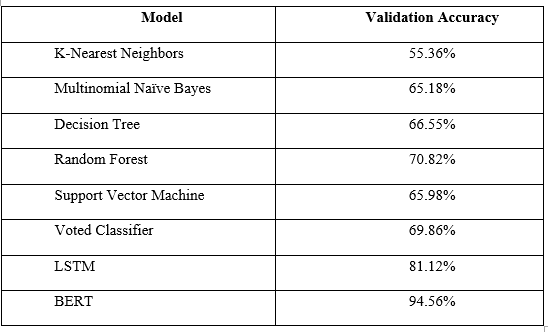 Model Validation Accuracy
K-Nearest Neighbors 55.36%
Multinomial Naïve Bayes 65.18%
Decision Tree 66.55%
Random Forest 70.82%
Support Vector Machine 65.98%
Voted Classifier 69.86%
LSTM 81.12%
BERT 94.56%